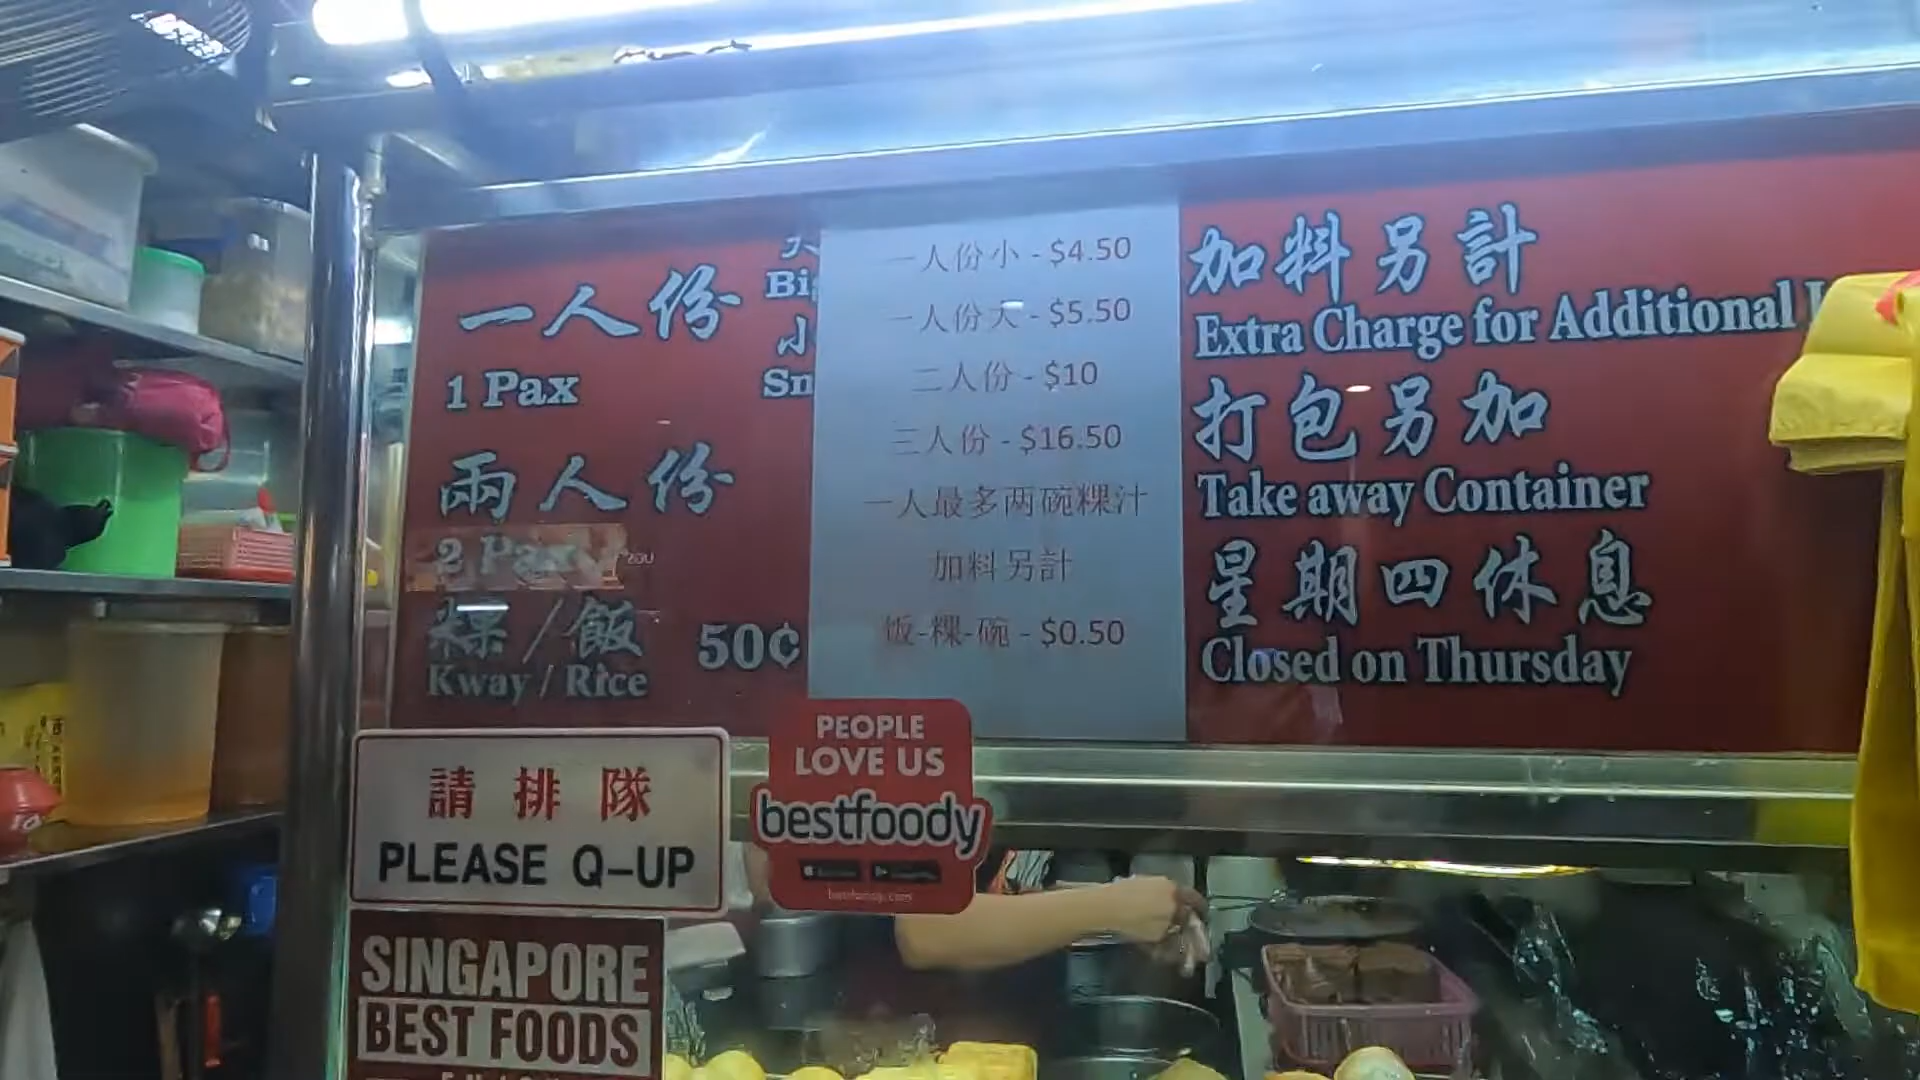 一人份
1 Pax
兩人份
2 Pax
粿/飯
Kway / Rice
50¢
小
一人份小 - $4.50
一人份大 - $5.50
二人份 - $10
三人份 - $16.50
一人最多两碗粿汁
加料另計
饭-粿-碗 - $0.50
加料另計
Extra Charge for Additional
打包另加
Take away Container
星期四休息
Closed on Thursday
請排隊
PLEASE Q-UP
PEOPLE
LOVE US
bestfoody
SINGAPORE
BEST FOODS